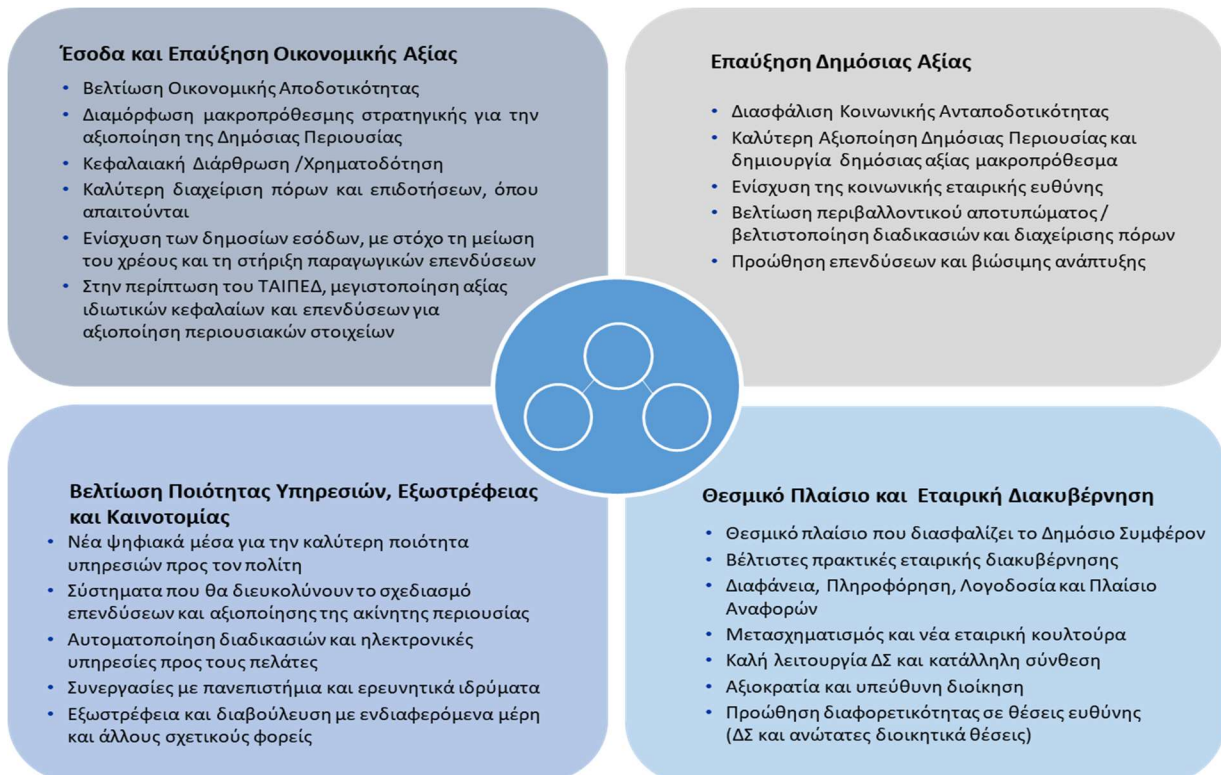 Έσοδα και Επαύξηση Οικονομικής Αξίας
• Βελτίωση Οικονομικής Αποδοτικότητας
• Διαμόρφωση μακροπρόθεσμης στρατηγικής για την
αξιοποίηση της Δημόσιας Περιουσίας
• Κεφαλαιακή Διάρθρωση /Χρηματοδότηση
• Καλύτερη διαχείριση πόρων και επιδοτήσεων, όπου
απαιτούνται
• Ενίσχυση των δημοσίων εσόδων, με στόχο τη μείωση
του χρέους και τη στήριξη παραγωγικών επενδύσεων
• Στην περίπτωση του ΤΑΙΠΕΔ, μεγιστοποίηση αξίας
ιδιωτικών κεφαλαίων και επενδύσεων για
αξιοποίηση περιουσιακών στοιχείων
Επαύξηση Δημόσιας Αξίας
• Διασφάλιση Κοινωνικής Ανταποδοτικότητας
• Καλύτερη Αξιοποίηση Δημόσιας Περιουσίας και
δημιουργία δημόσιας αξίας μακροπρόθεσμα
• Ενίσχυση της κοινωνικής εταιρικής ευθύνης
• Βελτίωση περιβαλλοντικού αποτυπώματος /
βελτιστοποίηση διαδικασιών και διαχείρισης πόρων
• Προώθηση επενδύσεων και βιώσιμης ανάπτυξης
Βελτίωση Ποιότητας Υπηρεσιών, Εξωστρέφειας
και Καινοτομίας
• Νέα ψηφιακά μέσα για την καλύτερη ποιότητα
υπηρεσιών προς τον πολίτη
• Σύστηματα που θα διευκολύνουν το σχεδιασμό
επενδύσεων και αξιοποίησης της ακίνητης περιουσίας
• Αυτοματοποίηση διαδικασιών και ηλεκτρονικές
υπηρεσίες προς τους πελάτες
• Συνεργασίες με πανεπιστήμια και ερευνητικά ιδρύματα
• Εξωστρέφεια και διαβούλευση με ενδιαφερόμενα μέρη
και άλλους σχετικούς φορείς
Θεσμικό Πλαίσιο και Εταιρική Διακυβέρνηση
• Θεσμικό πλαίσιο που διασφαλίζει το Δημόσιο Συμφέρον
• Βέλτιστες πρακτικές εταιρικής διακυβέρνησης
• Διαφάνεια, Πληροφόρηση, Λογοδοσία και Πλαίσιο
Αναφορών
• Μετασχηματισμός και νέα εταιρική κουλτούρα
• Καλή λειτουργία ΔΣ και κατάλληλη σύνθεση
• Αξιοκρατία και υπεύθυνη διοίκηση
• Προώθηση διαφορετικότητας σε θέσεις ευθύνης
(ΔΣ και ανώτατες διοικητικά θέσεις)